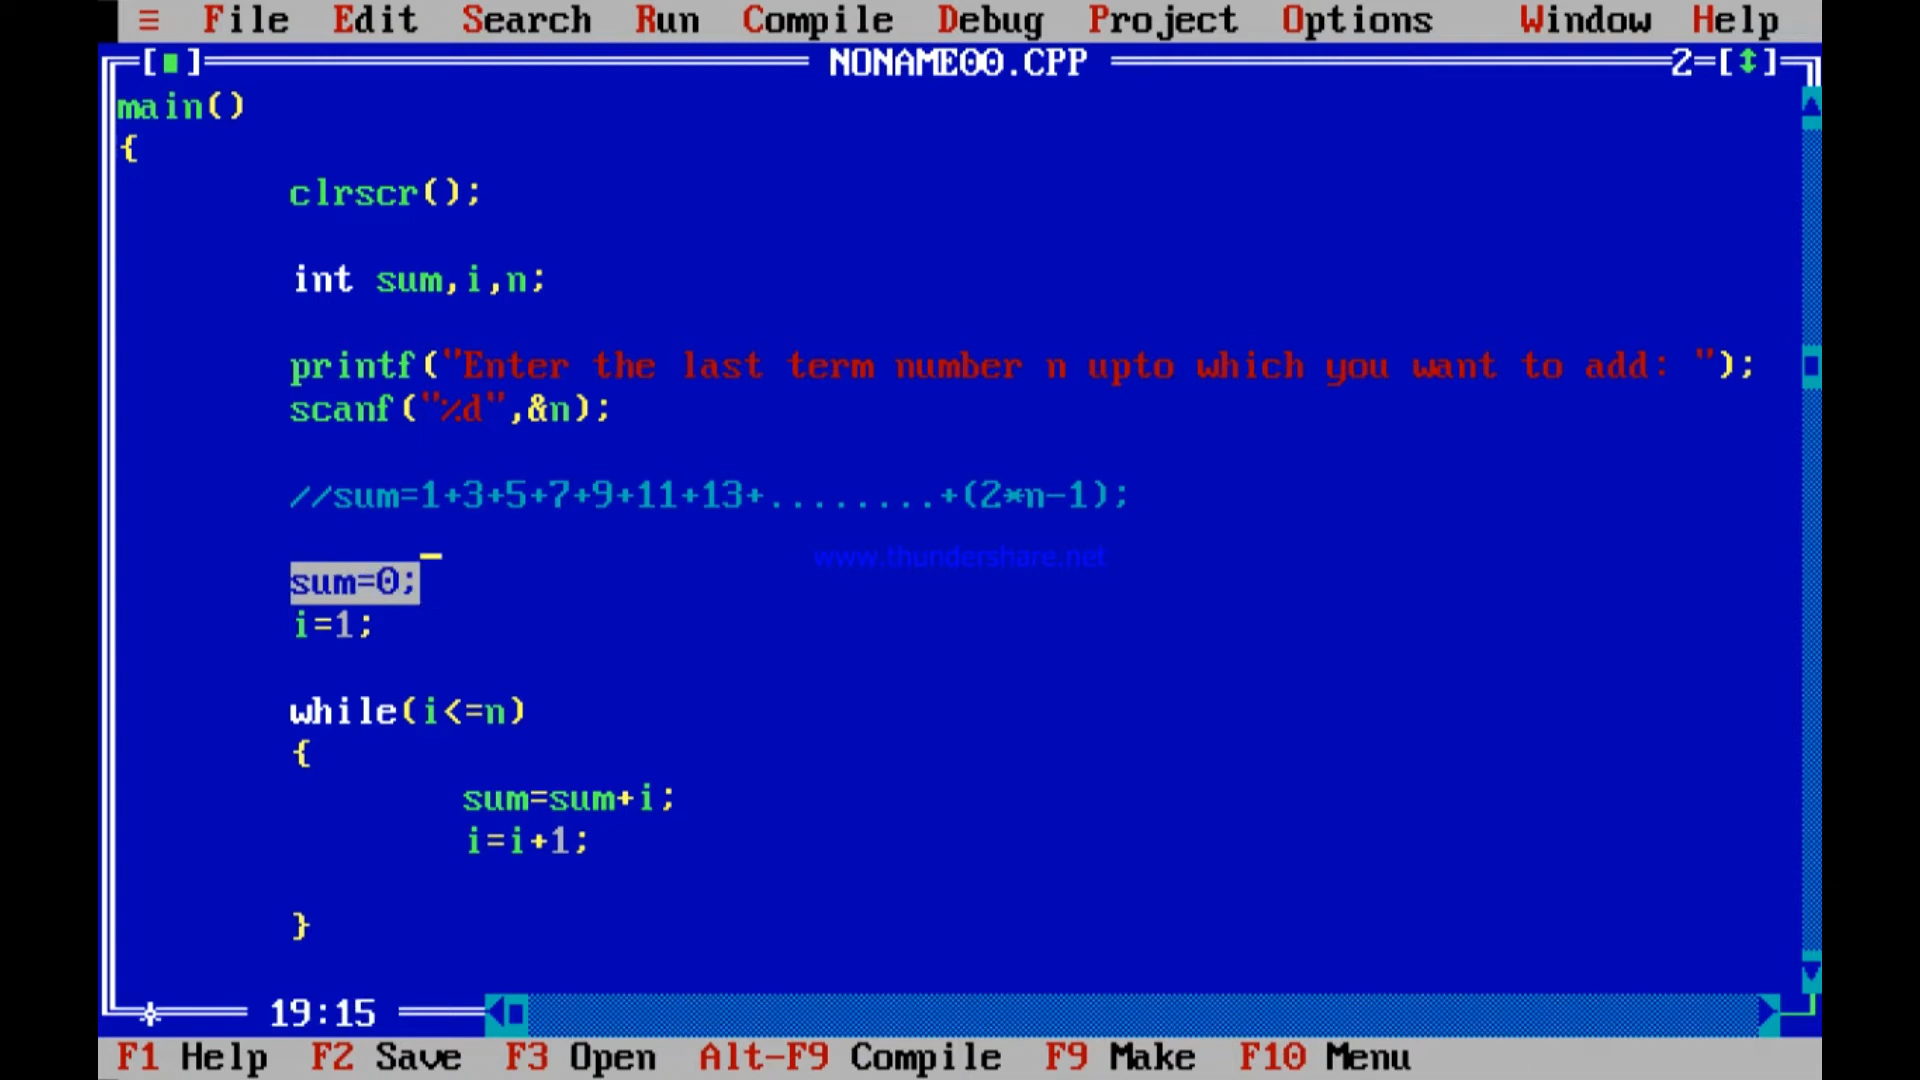 ≡ File Edit Search Run Compile Debug Project Options Window Help
[■] NONAME00.CPP 2=[↕]
main()
{
clrscr();
int sum,i,n;
printf("Enter the last term number n upto which you want to add: ");
scanf("%d",&n);
//sum=1+3+5+7+9+11+13+........+(2*n-1);
www.thundershare.net
sum=0;
i=1;
while(i<=n)
{
sum=sum+i;
i=i+1;
}
19:15
F1 Help F2 Save F3 Open Alt-F9 Compile F9 Make F10 Menu